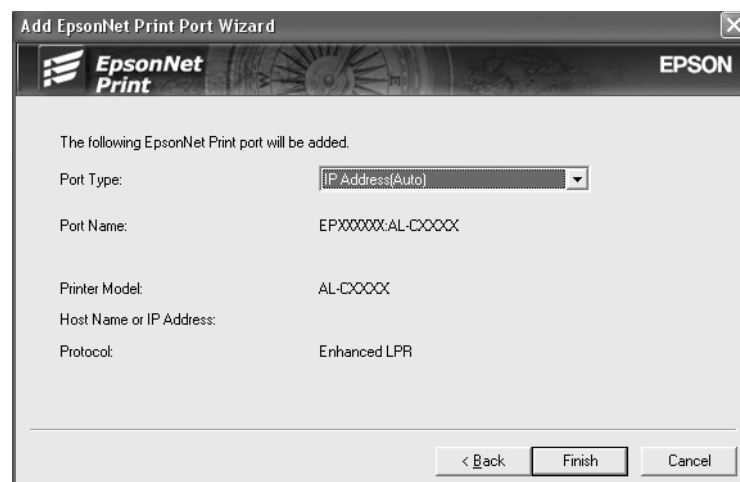 Add EpsonNet Print Port Wizard
EpsonNet
Print
EPSON
The following EpsonNet Print port will be added.
Port Type: IP Address(Auto)
Port Name: EPXXXXXX:AL-CXXXX
Printer Model: AL-CXXXX
Host Name or IP Address:
Protocol: Enhanced LPR
< Back Finish Cancel